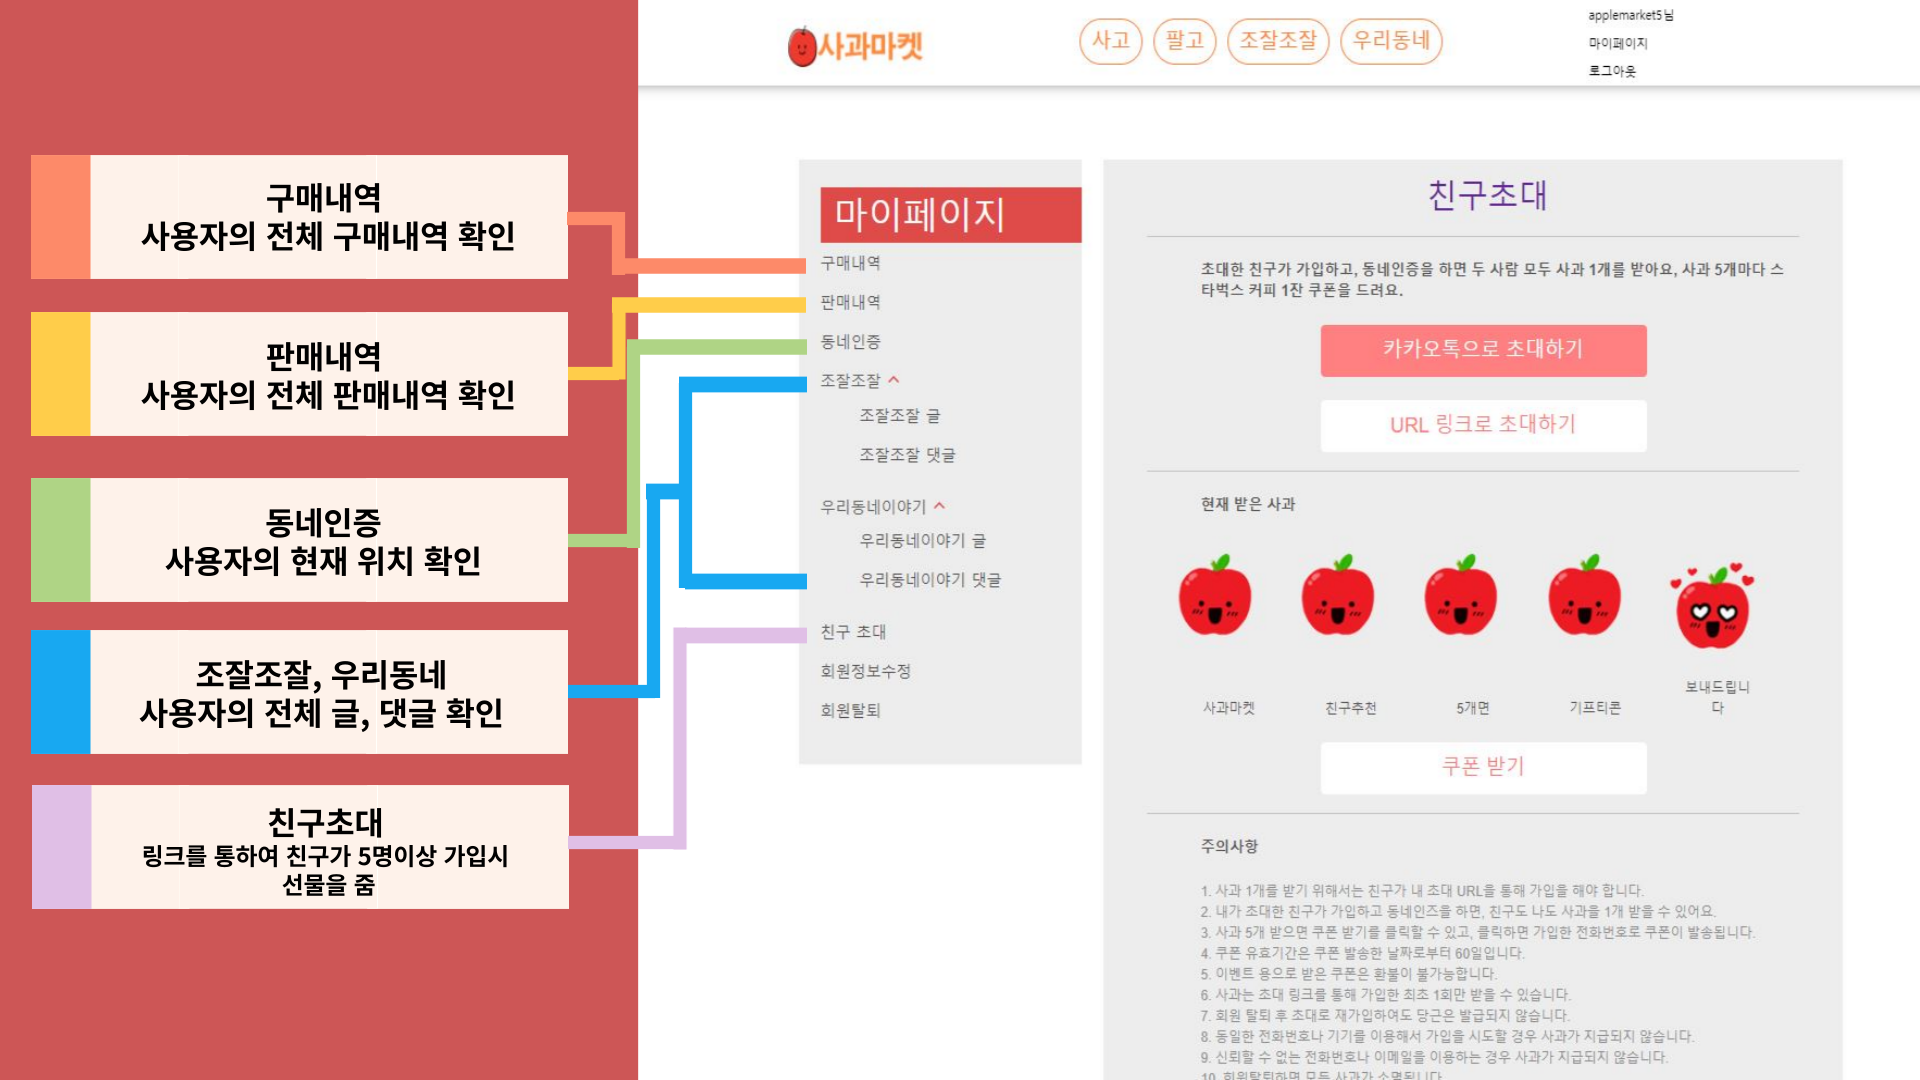 사과마켓
사고
팔고
조잘조잘
우리동네
applemarket5님
마이페이지
로그아웃
구매내역
사용자의 전체 구매내역 확인
판매내역
사용자의 전체 판매내역 확인
동네인증
사용자의 현재 위치 확인
조잘조잘, 우리동네
사용자의 전체 글, 댓글 확인
친구초대
링크를 통하여 친구가 5명이상 가입시
선물을 줌
마이페이지
구매내역
판매내역
동네인증
조잘조잘
조잘조잘 글
조잘조잘 댓글
우리동네이야기
우리동네이야기 글
우리동네이야기 댓글
친구 초대
회원정보수정
회원탈퇴
친구초대
초대한 친구가 가입하고, 동네인증을 하면 두 사람 모두 사과 1개를 받아요, 사과 5개마다 스
타벅스 커피 1잔 쿠폰을 드려요.
카카오톡으로 초대하기
URL 링크로 초대하기
현재 받은 사과
사과마켓
친구추천
5개면
기프티콘
보내드립니
다
쿠폰 받기
주의사항
1. 사과 1개를 받기 위해서는 친구가 내 초대 URL을 통해 가입을 해야 합니다.
2. 내가 초대한 친구가 가입하고 동네인즈을 하면, 친구도 나도 사과을 1개 받을 수 있어요.
3. 사과 5개 받으면 쿠폰 받기를 클릭할 수 있고, 클릭하면 가입한 전화번호로 쿠폰이 발송됩니다.
4. 쿠폰 유효기간은 쿠폰 발송한 날짜로부터 60일입니다.
5. 이벤트 용으로 받은 쿠폰은 환불이 불가능합니다.
6. 사과는 초대 링크를 통해 가입한 최초 1회만 받을 수 있습니다.
7. 회원 탈퇴 후 초대로 재가입하여도 당근은 발급되지 않습니다.
8. 동일한 전화번호나 기기를 이용해서 가입을 시도할 경우 사과가 지급되지 않습니다.
9. 신뢰할 수 없는 전화번호나 이메일을 이용하는 경우 사과가 지급되지 않습니다.
10. 회원탈퇴하면 모든 사과가 소멸됩니다